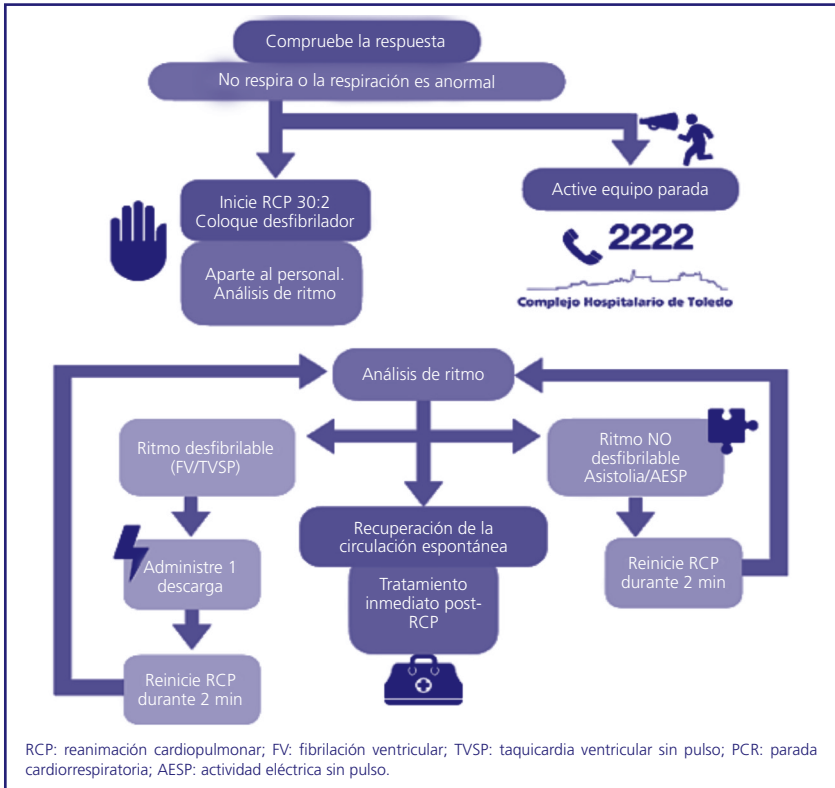 Compruebe la respuesta
No respira o la respiración es anormal
Inicie RCP 30:2
Coloque desfibrilador
Active equipo parada
2222
Complejo Hospitalario de Toledo
Aparte al personal.
Análisis de ritmo
Análisis de ritmo
Ritmo desfibrilable
(FV/TVSP)
Ritmo NO
desfibrilable
Asistolia/AESP
Recuperación de la
circulación espontánea
Administre 1
descarga
Reinicie RCP
durante 2 min
Tratamiento
inmediato post-
RCP
Reinicie RCP
durante 2 min
RCP: reanimación cardiopulmonar; FV: fibrilación ventricular; TVSP: taquicardia ventricular sin pulso; PCR: parada
cardiorrespiratoria; AESP: actividad eléctrica sin pulso.